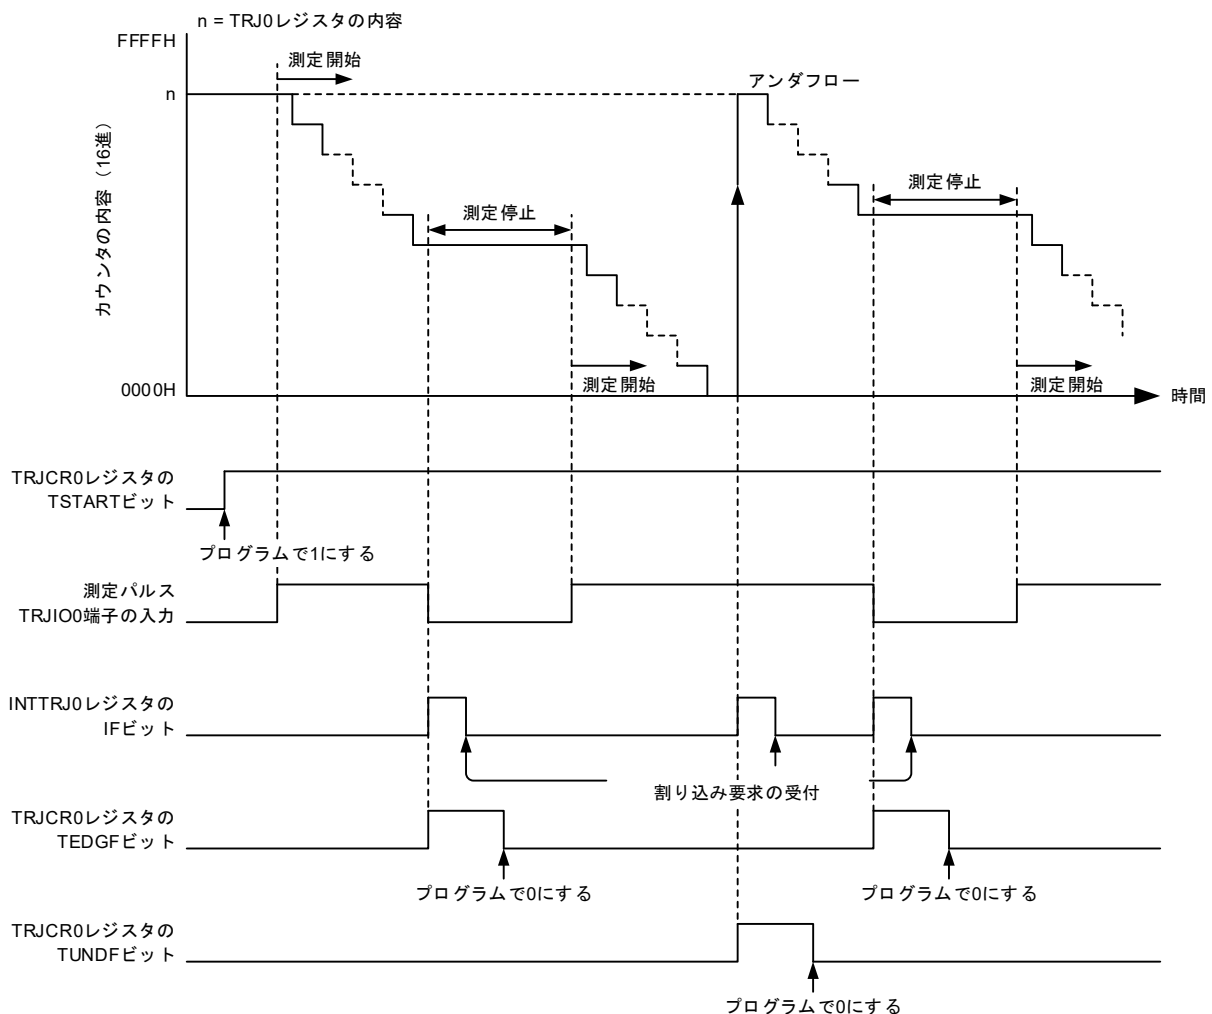 n = TRJ0レジスタの内容
FFFFH
測定開始
アンダフロー
n
カウンタの内容（16進）
測定停止
測定停止
測定開始
測定開始
0000H
時間
TRJCR0レジスタの
TSTARTビット
プログラムで1にする
測定パルス
TRJIO0端子の入力
INTTRJ0レジスタの
IFビット
割り込み要求の受付
TRJCR0レジスタの
TEDGFビット
プログラムで0にする
プログラムで0にする
TRJCR0レジスタの
TUNDFビット
プログラムで0にする